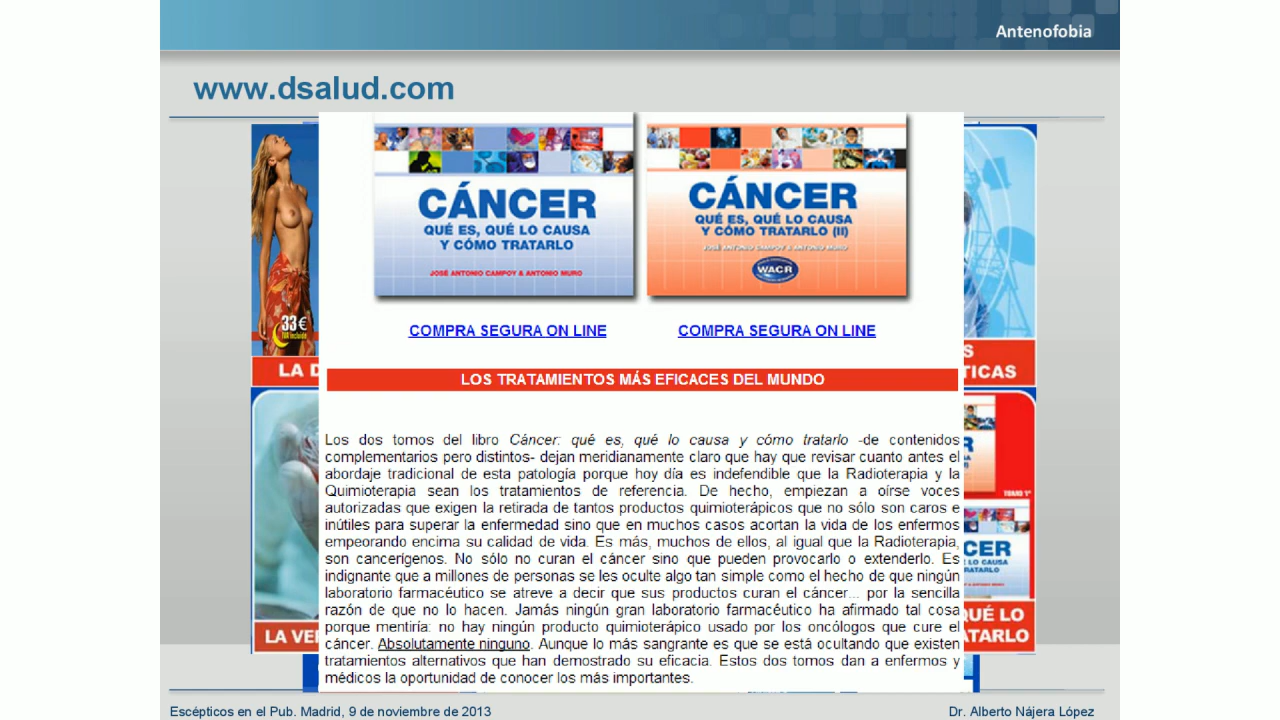 Antenofobia
www.dsalud.com
CÁNCER
QUÉ ES, QUÉ LO CAUSA
Y CÓMO TRATARLO
JOSÉ ANTONIO CAMPOY & ANTONIO MURO
CÁNCER
QUÉ ES, QUÉ LO CAUSA
Y CÓMO TRATARLO (II)
JOSÉ ANTONIO CAMPOY & ANTONIO MURO
WACR
33€
IVA incluido
LA D
S
TICAS
COMPRA SEGURA ON LINE
COMPRA SEGURA ON LINE
LOS TRATAMIENTOS MÁS EFICACES DEL MUNDO
Los dos tomos del libro Cáncer: qué es, qué lo causa y cómo tratarlo -de contenidos
complementarios pero distintos- dejan meridianamente claro que hay que revisar cuanto antes el
abordaje tradicional de esta patología porque hoy día es indefendible que la Radioterapia y la
Quimioterapia sean los tratamientos de referencia. De hecho, empiezan a oírse voces
autorizadas que exigen la retirada de tantos productos quimioterápicos que no sólo son caros e
inútiles para superar la enfermedad sino que en muchos casos acortan la vida de los enfermos
empeorando encima su calidad de vida. Es más, muchos de ellos, al igual que la Radioterapia,
son cancerígenos. No sólo no curan el cáncer sino que pueden provocarlo o extenderlo. Es
indignante que a millones de personas se les oculte algo tan simple como el hecho de que ningún
laboratorio farmacéutico se atreve a decir que sus productos curan el cáncer... por la sencilla
razón de que no lo hacen. Jamás ningún gran laboratorio farmacéutico ha afirmado tal cosa
porque mentiría: no hay ningún producto quimioterápico usado por los oncólogos que cure el
cáncer. Absolutamente ninguno. Aunque lo más sangrante es que se está ocultando que existen
tratamientos alternativos que han demostrado su eficacia. Estos dos tomos dan a enfermos y
médicos la oportunidad de conocer los más importantes.
TOMO 1º
CER
UÉ LO CAUSA
RATARLO
LA VE
QUÉ LO
ATARLO
Escépticos en el Pub. Madrid, 9 de noviembre de 2013
Dr. Alberto Nájera López